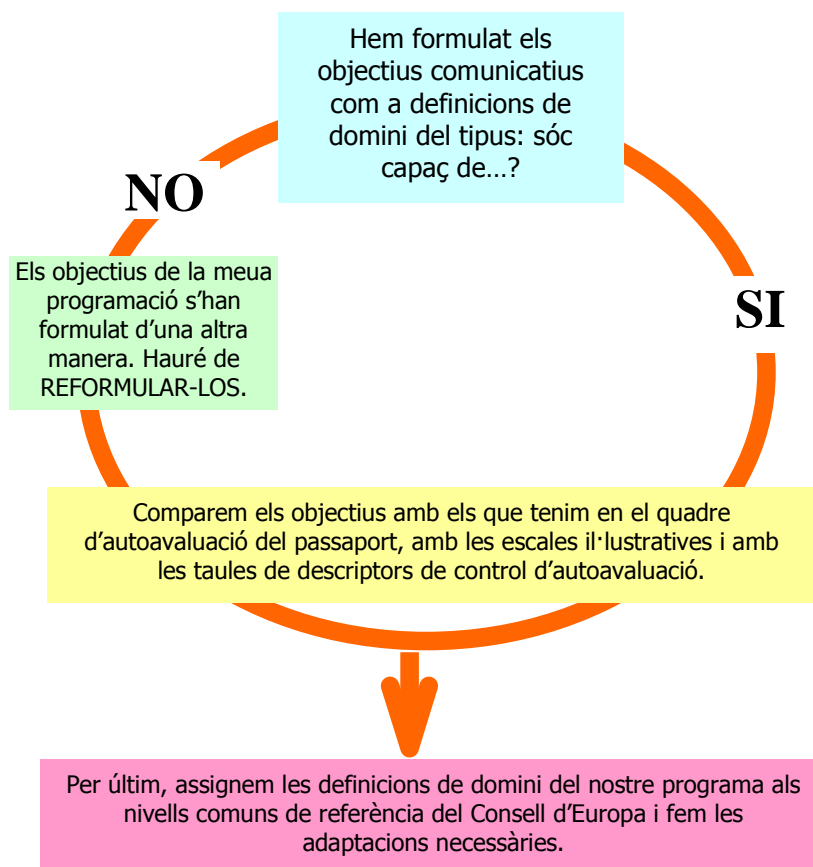 Hem formulat els
objectius comunicatius
com a definicions de
domini del tipus: sóc
capaç de…?
NO
Els objectius de la meua
programació s’han
formulat d’una altra
manera. Hauré de
REFORMULAR-LOS.
SI
Comparem els objectius amb els que tenim en el quadre
d’autoavaluació del passaport, amb les escales il·lustratives i amb
les taules de descriptors de control d’autoavaluació.
Per últim, assignem les definicions de domini del nostre programa als
nivells comuns de referència del Consell d’Europa i fem les
adaptacions necessàries.